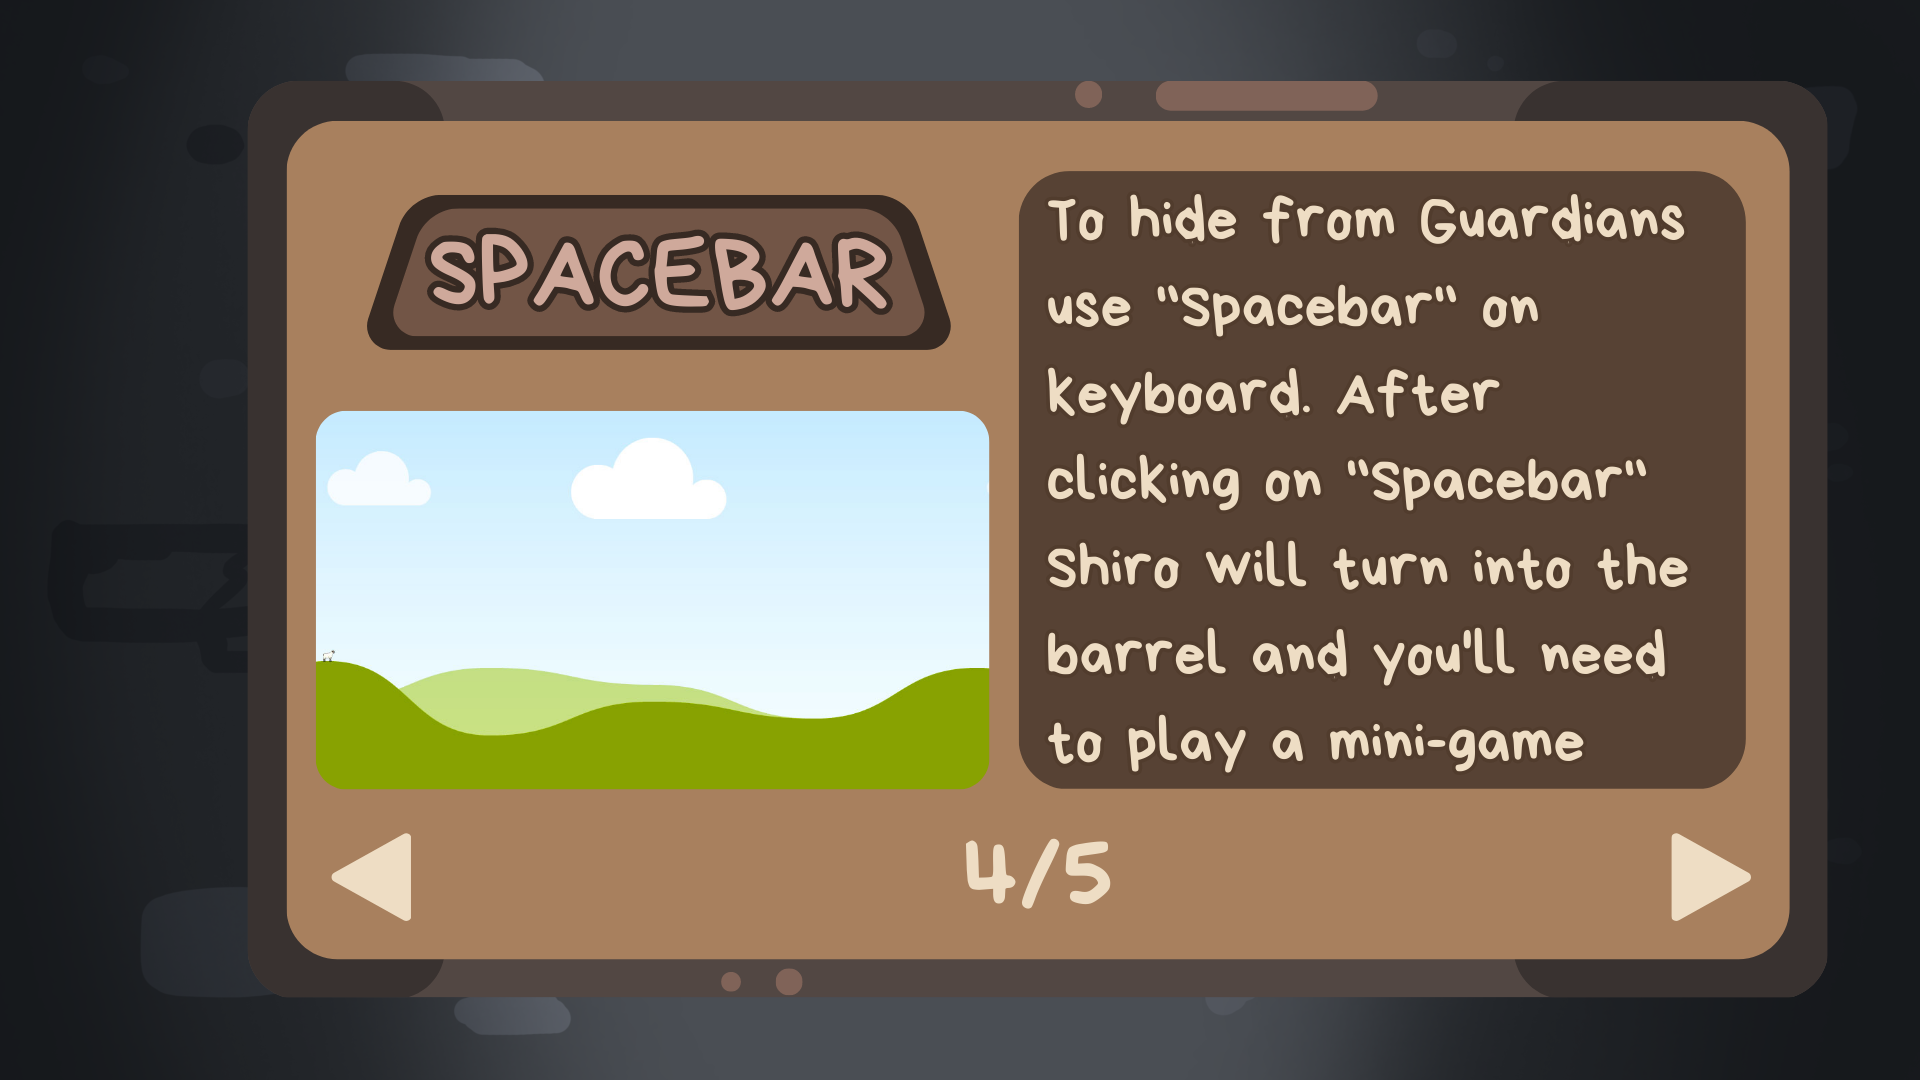 SPACEBAR
To hide from Guardians
use "Spacebar" on
keyboard. After
clicking on "Spacebar"
Shiro will turn into the
barrel and you'll need
to play a mini-game
4/5